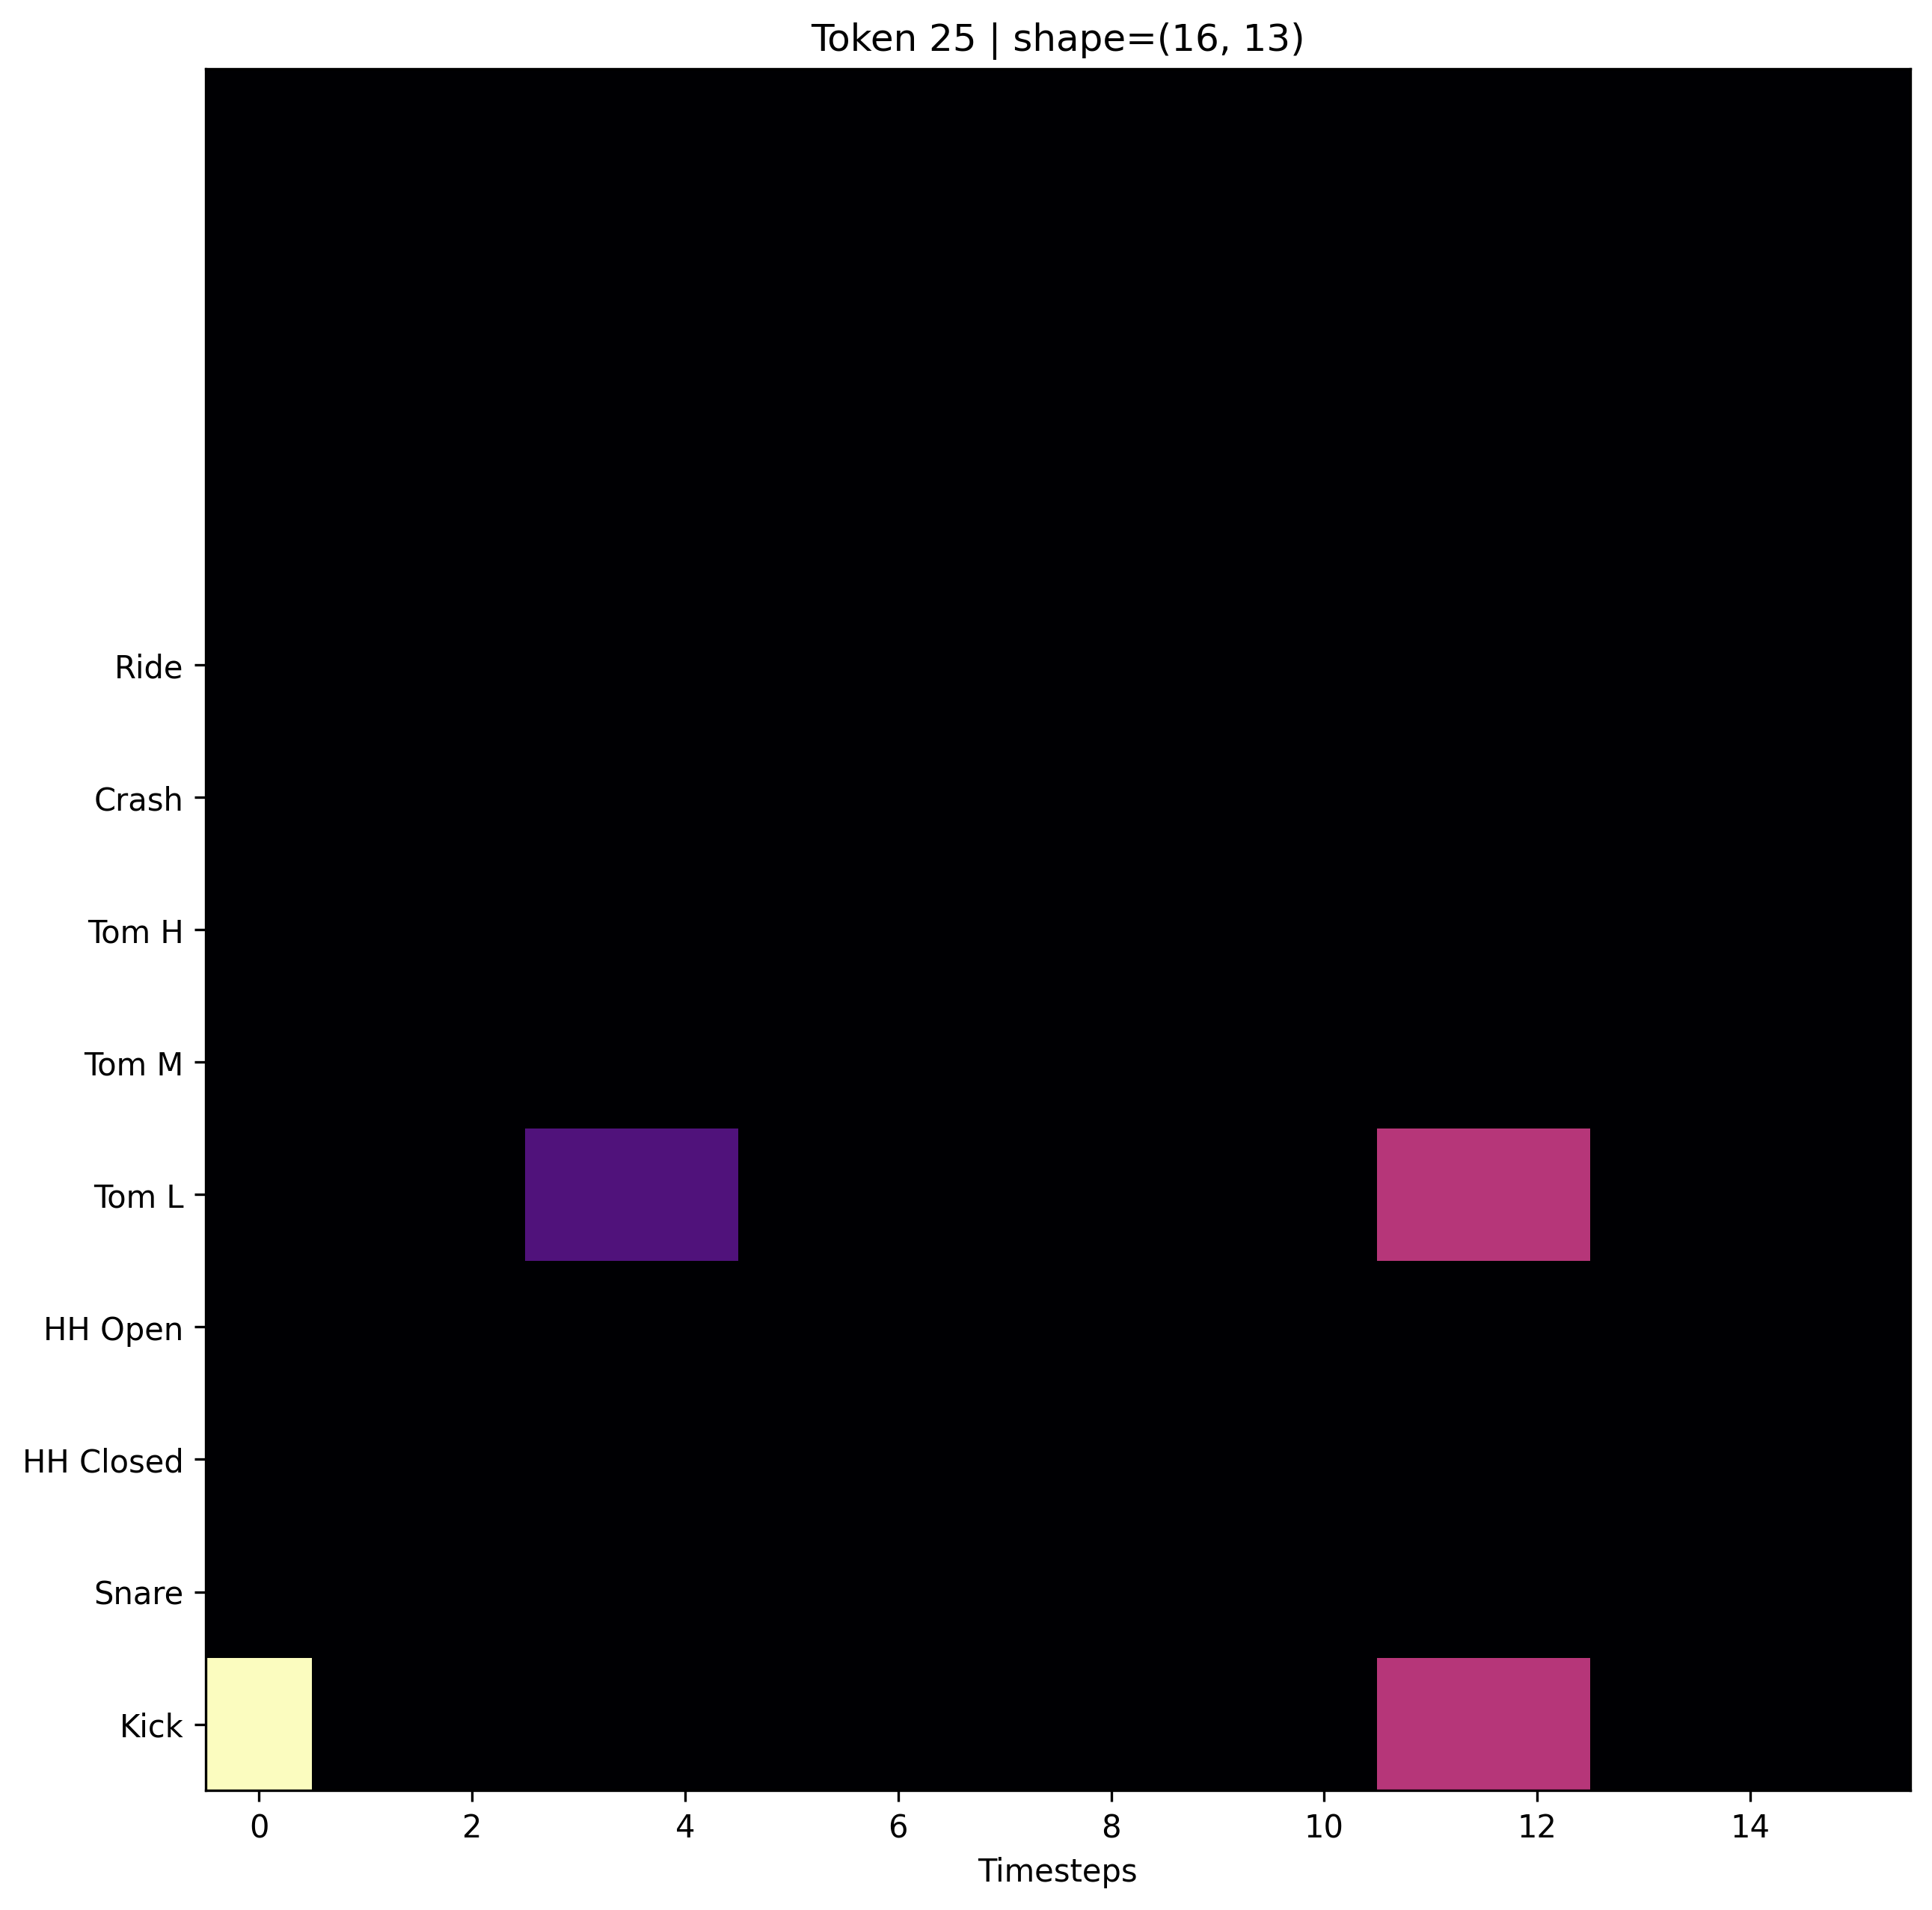 Token 25 | shape=(16, 13)
Ride
Crash
Tom H
Tom M
Tom L
HH Open
HH Closed
Snare
Kick
0 2 4 6 8 10 12 14
Timesteps